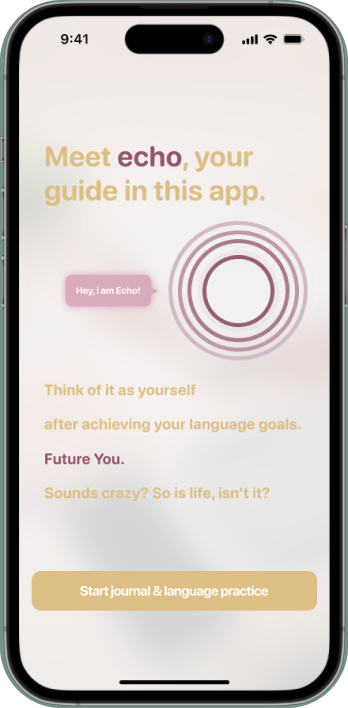 9:41
Meet echo, your
guide in this app.
Hey, i am Echo!
Think of it as yourself
after achieving your language goals.
Future You.
Sounds crazy? So is life, isn't it?
Start journal & language practice